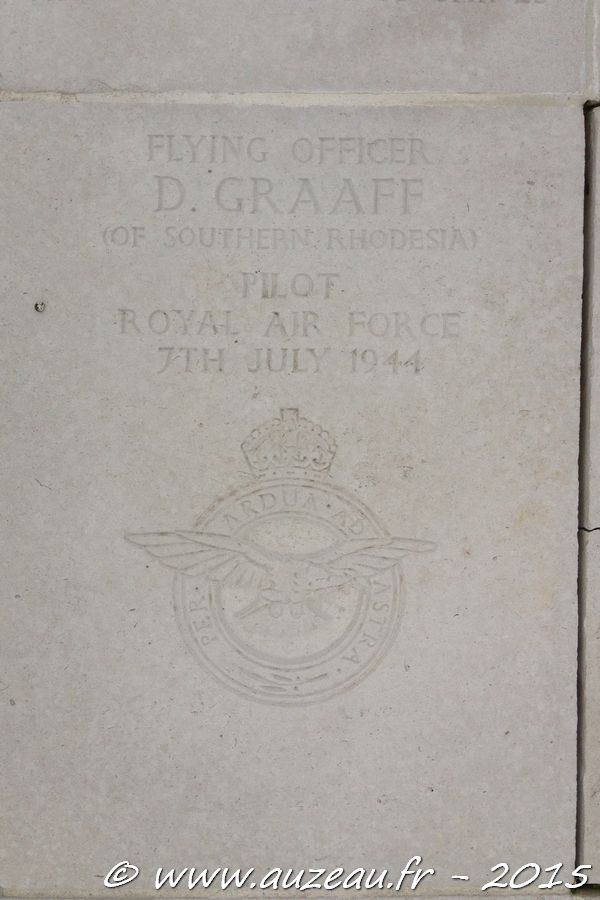 FLYING OFFICER
D. GRAAFF
(OF SOUTHERN RHODESIA)
PILOT
ROYAL AIR FORCE
7TH JULY 1944
PER · ARDUA · AD · ASTRA ·
© www.auzeau.fr - 2015